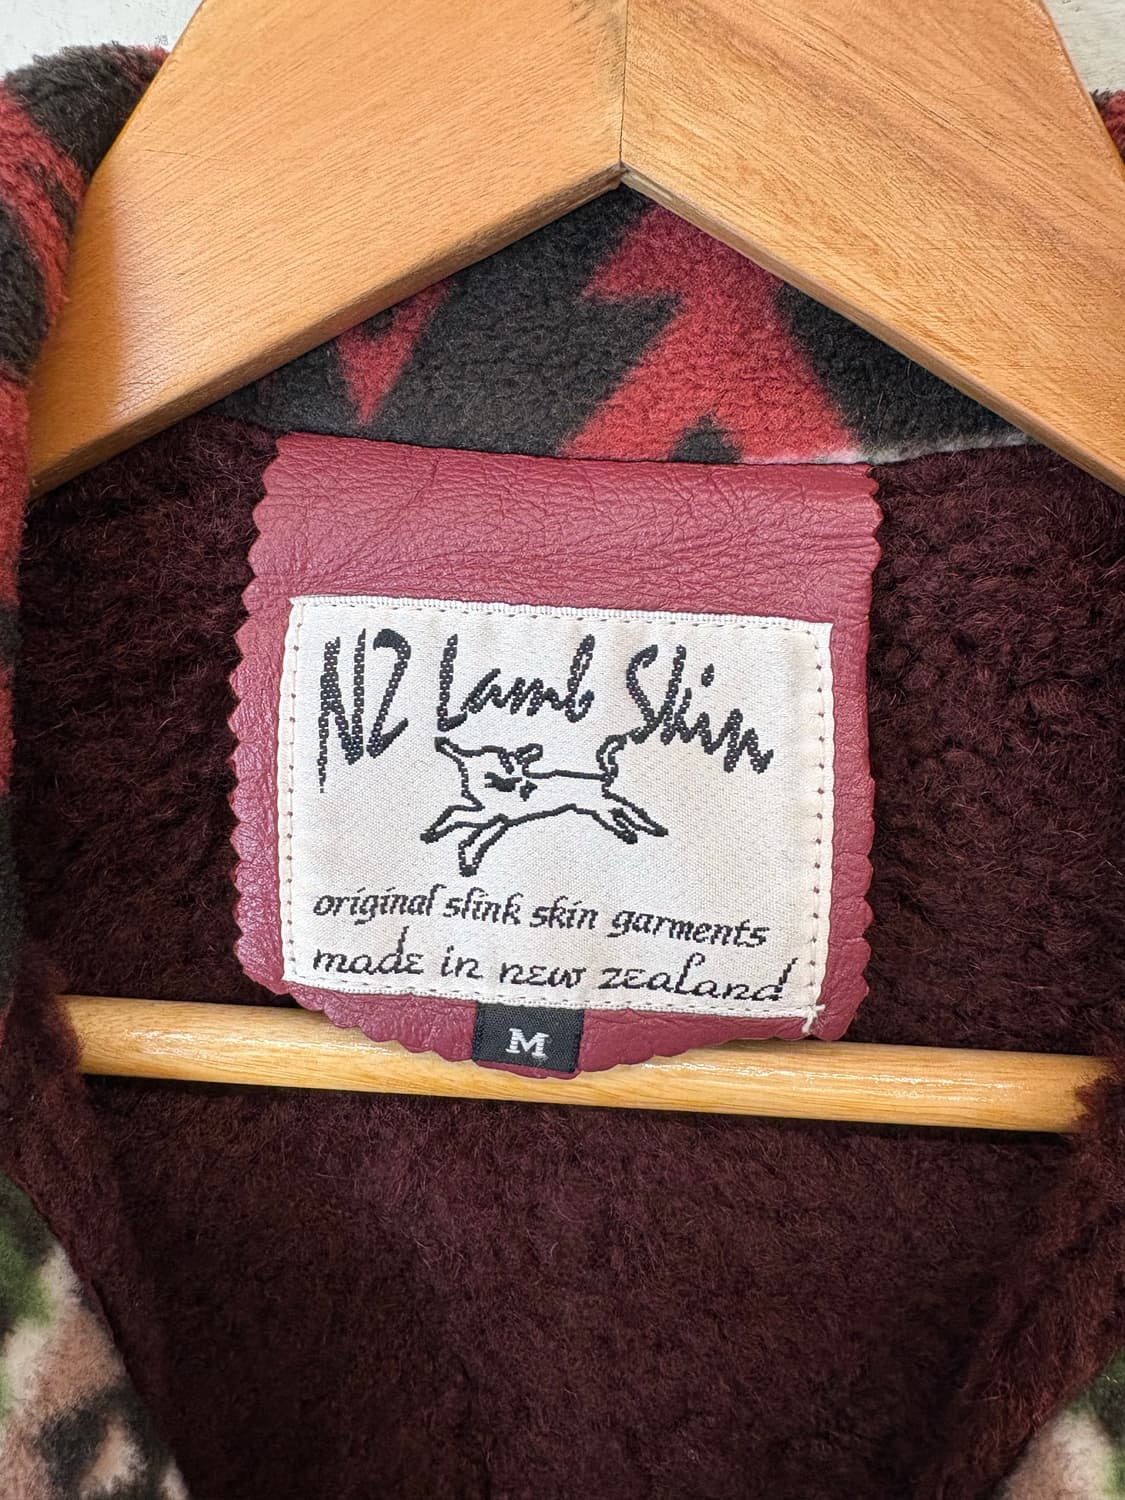 NZ Lamb Skin
original slink skin garments
made in new zealand
M